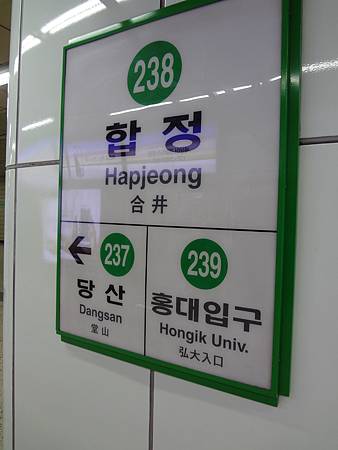 238
합정
Hapjeong
合井
← 237
당산
Dangsan
堂山
239
홍대입구
Hongik Univ.
弘大入口